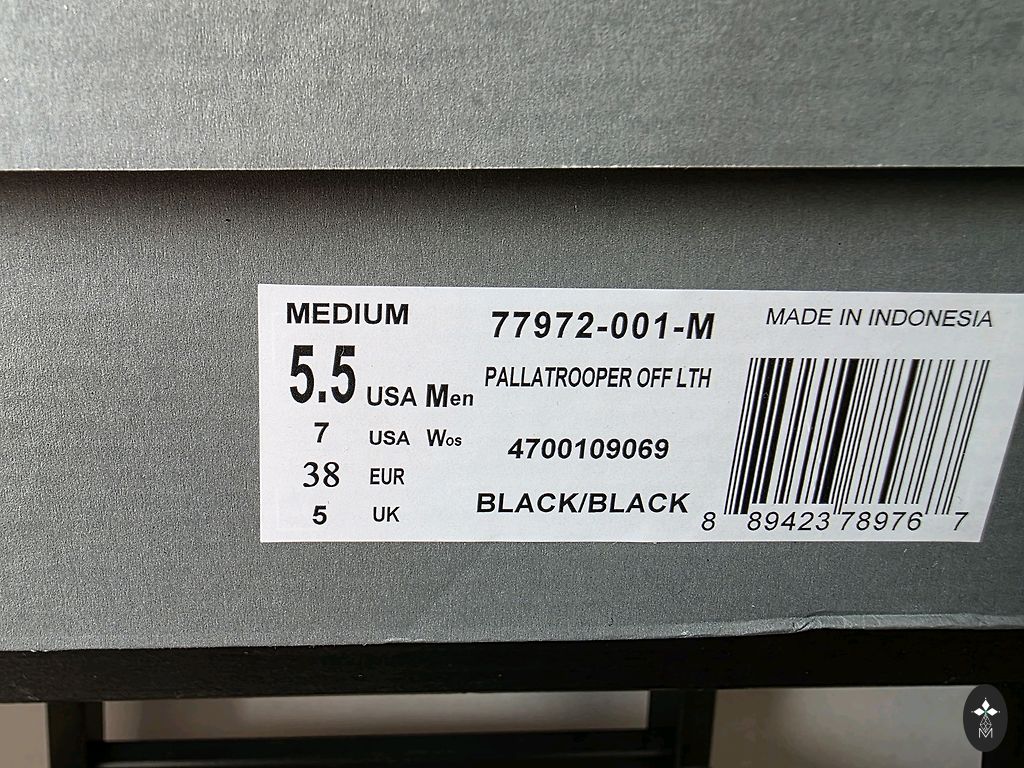 MEDIUM
5.5 USA Men
7 USA Wos
38 EUR
5 UK
77972-001-M
PALLATROOPER OFF LTH
4700109069
BLACK/BLACK
MADE IN INDONESIA
8 89423 78976 7
M